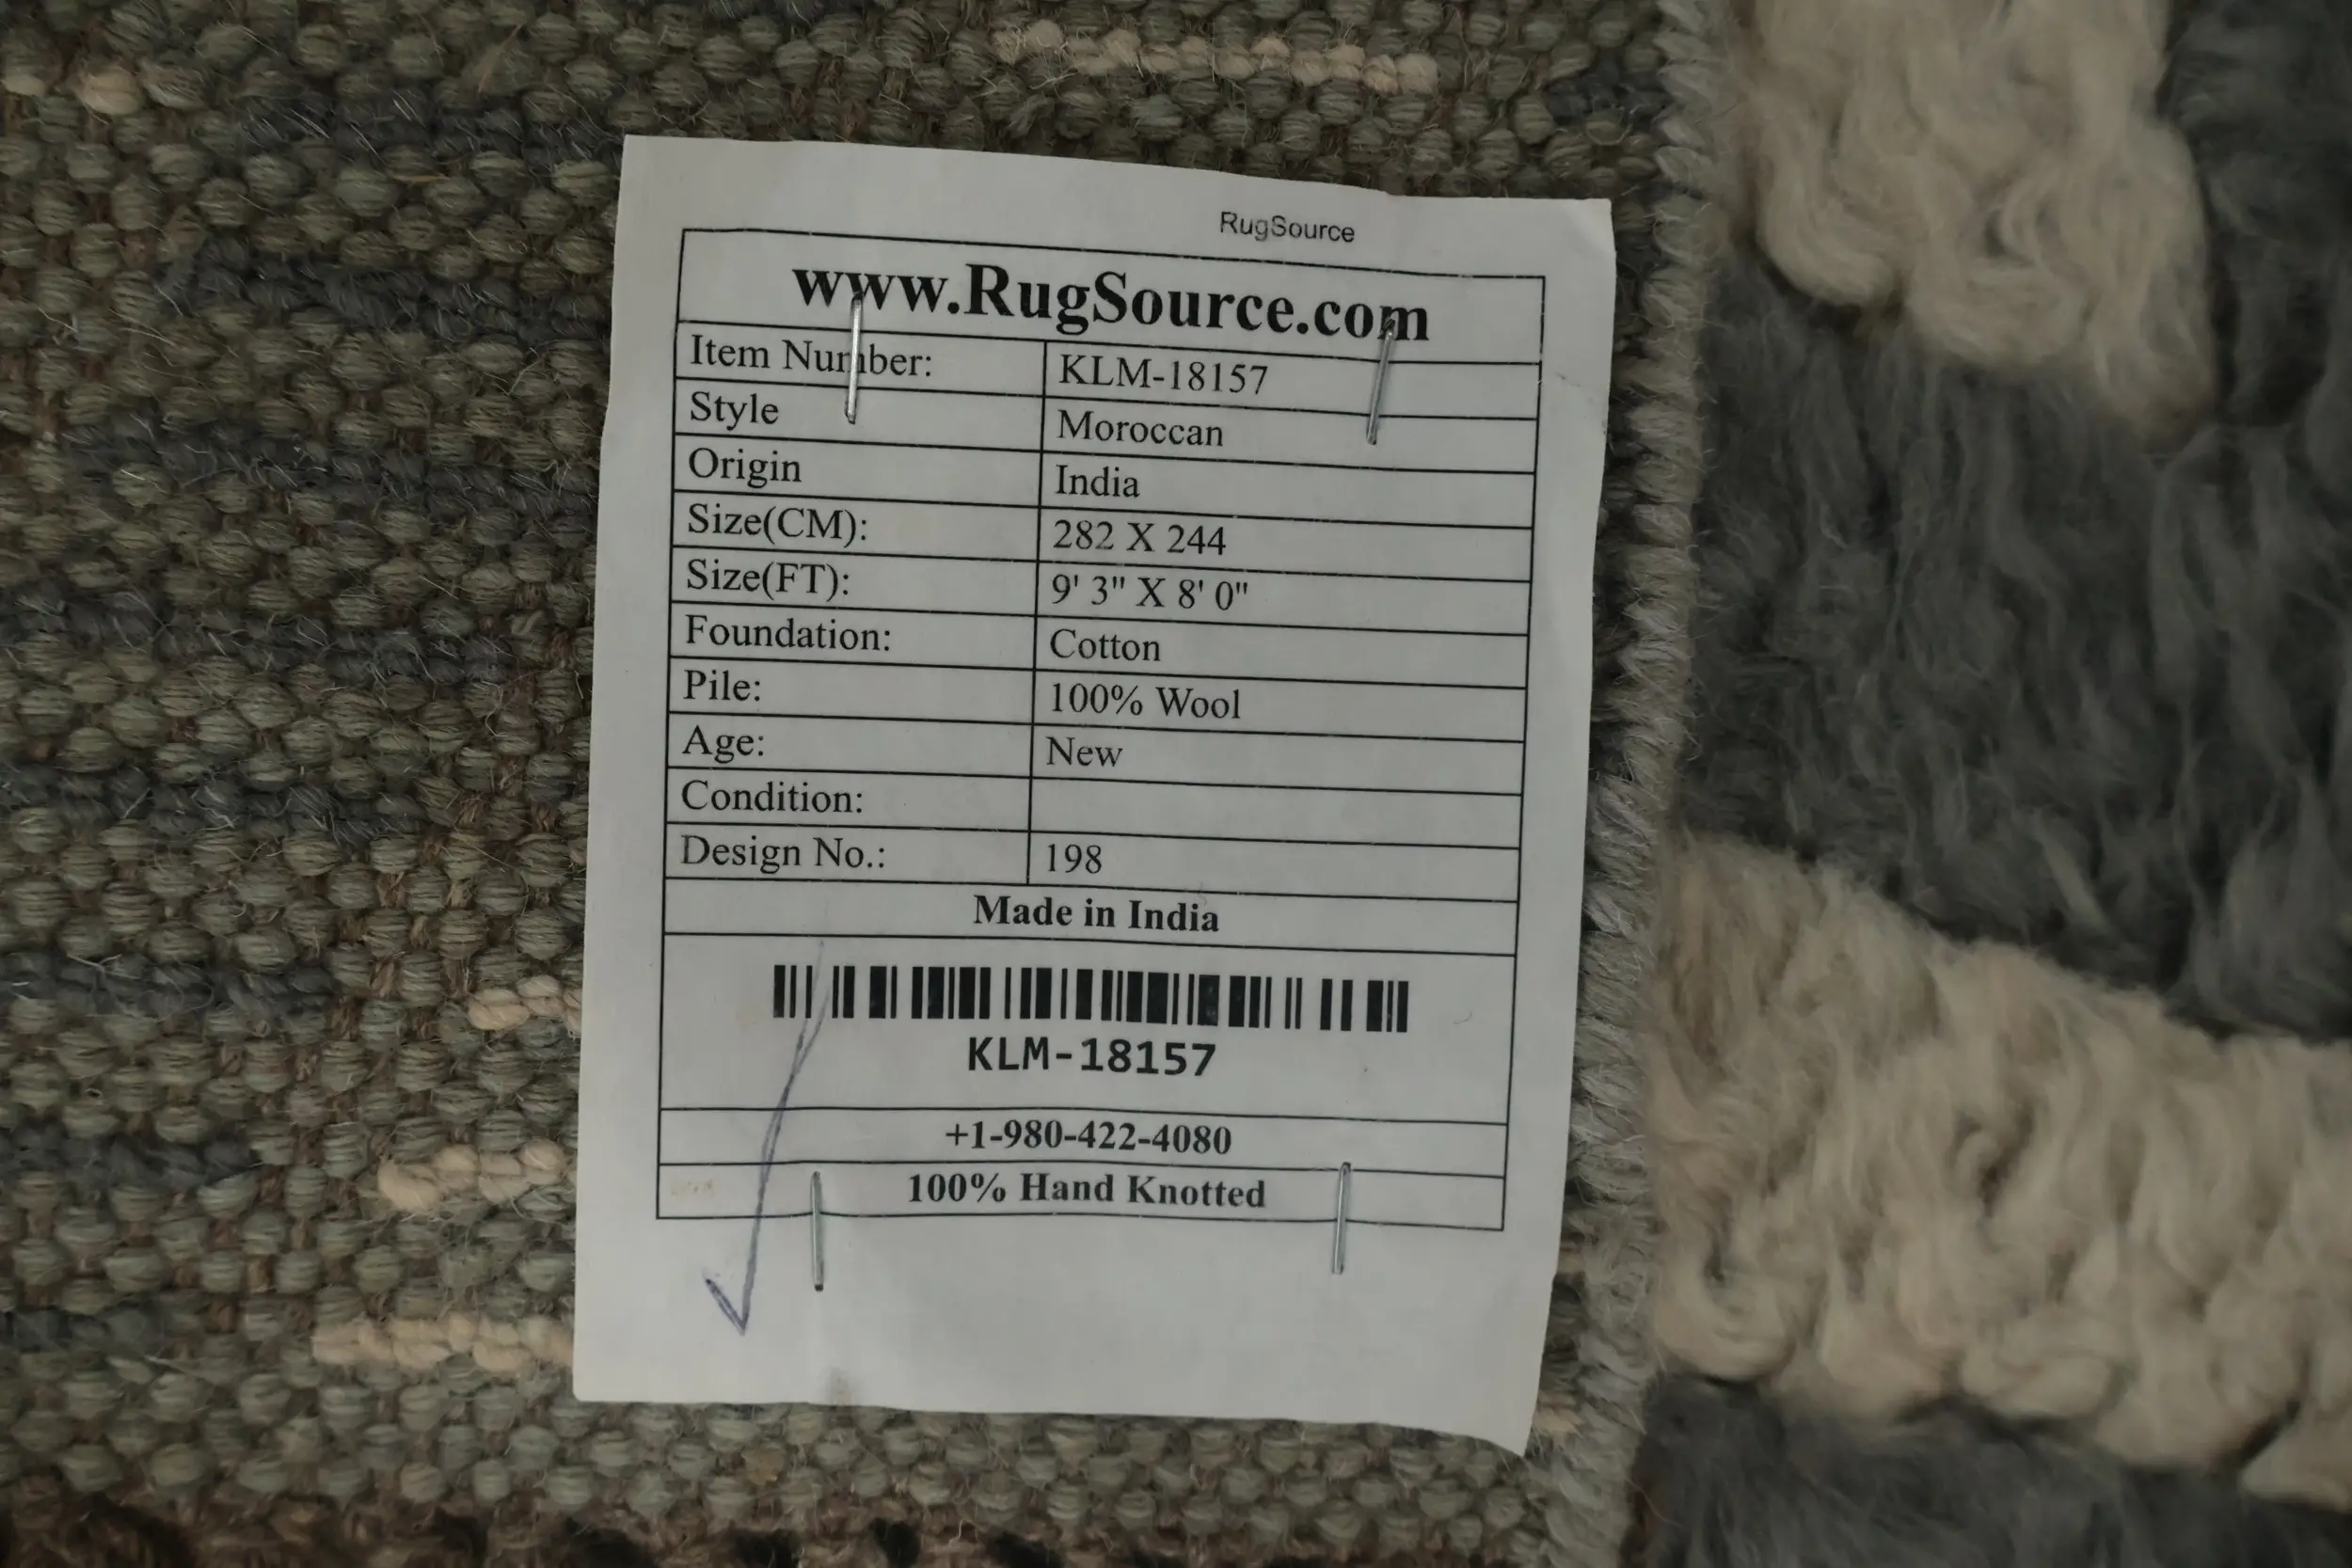 RugSource
www.RugSource.com
Item Number: KLM-18157
Style Moroccan
Origin India
Size(CM): 282 X 244
Size(FT): 9' 3" X 8' 0"
Foundation: Cotton
Pile: 100% Wool
Age: New
Condition:
Design No.: 198
Made in India
KLM-18157
+1-980-422-4080
100% Hand Knotted